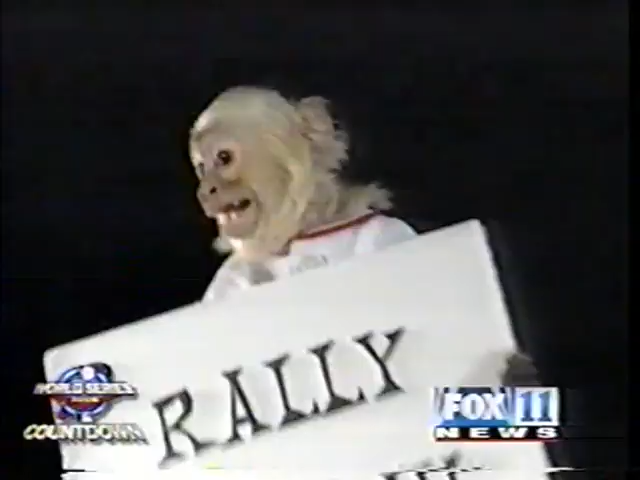 RALLY
WORLD SERIES
COUNTDOWN
FOX 11
NEWS